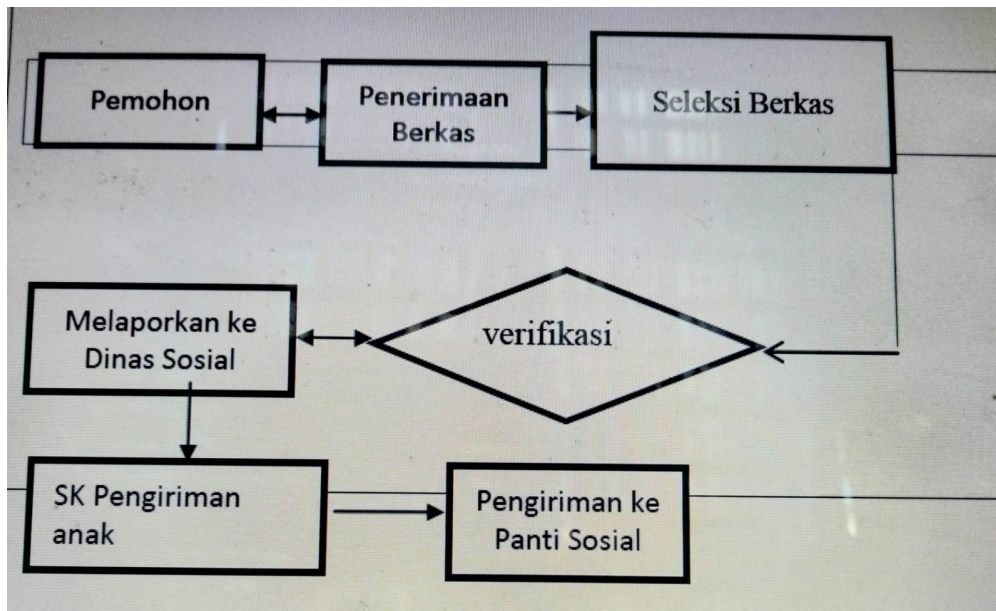 Pemohon
Penerimaan
Berkas
Seleksi Berkas
Melaporkan ke
Dinas Sosial
verifikasi
SK Pengiriman
anak
Pengiriman ke
Panti Sosial